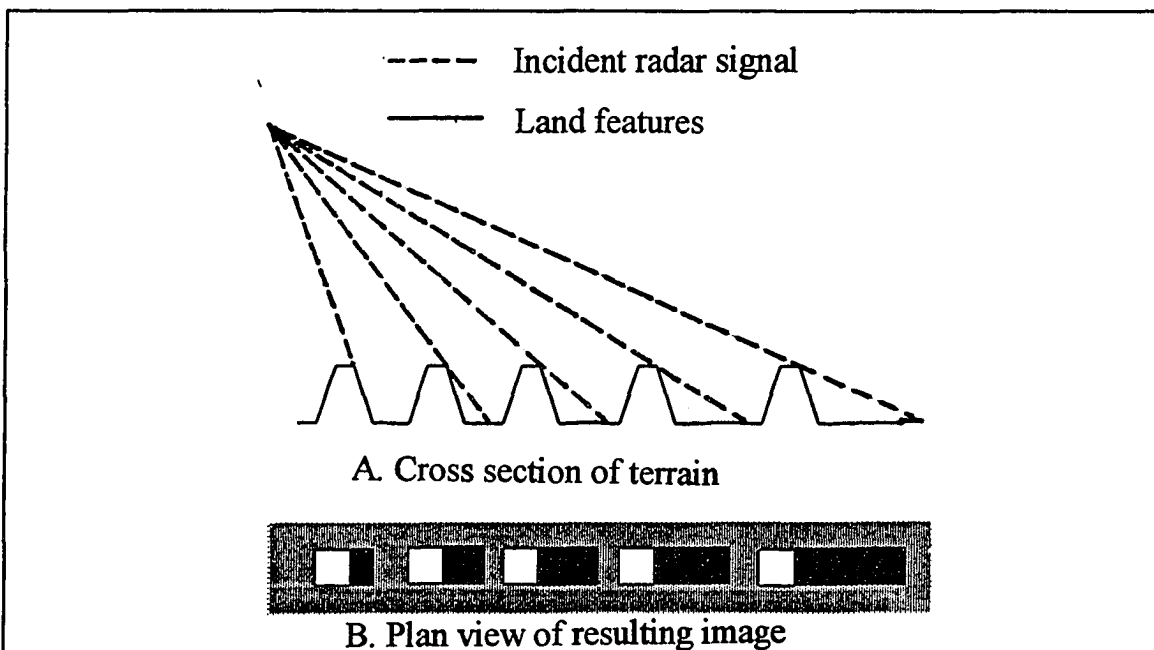 Incident radar signal
Land features
A. Cross section of terrain
B. Plan view of resulting image